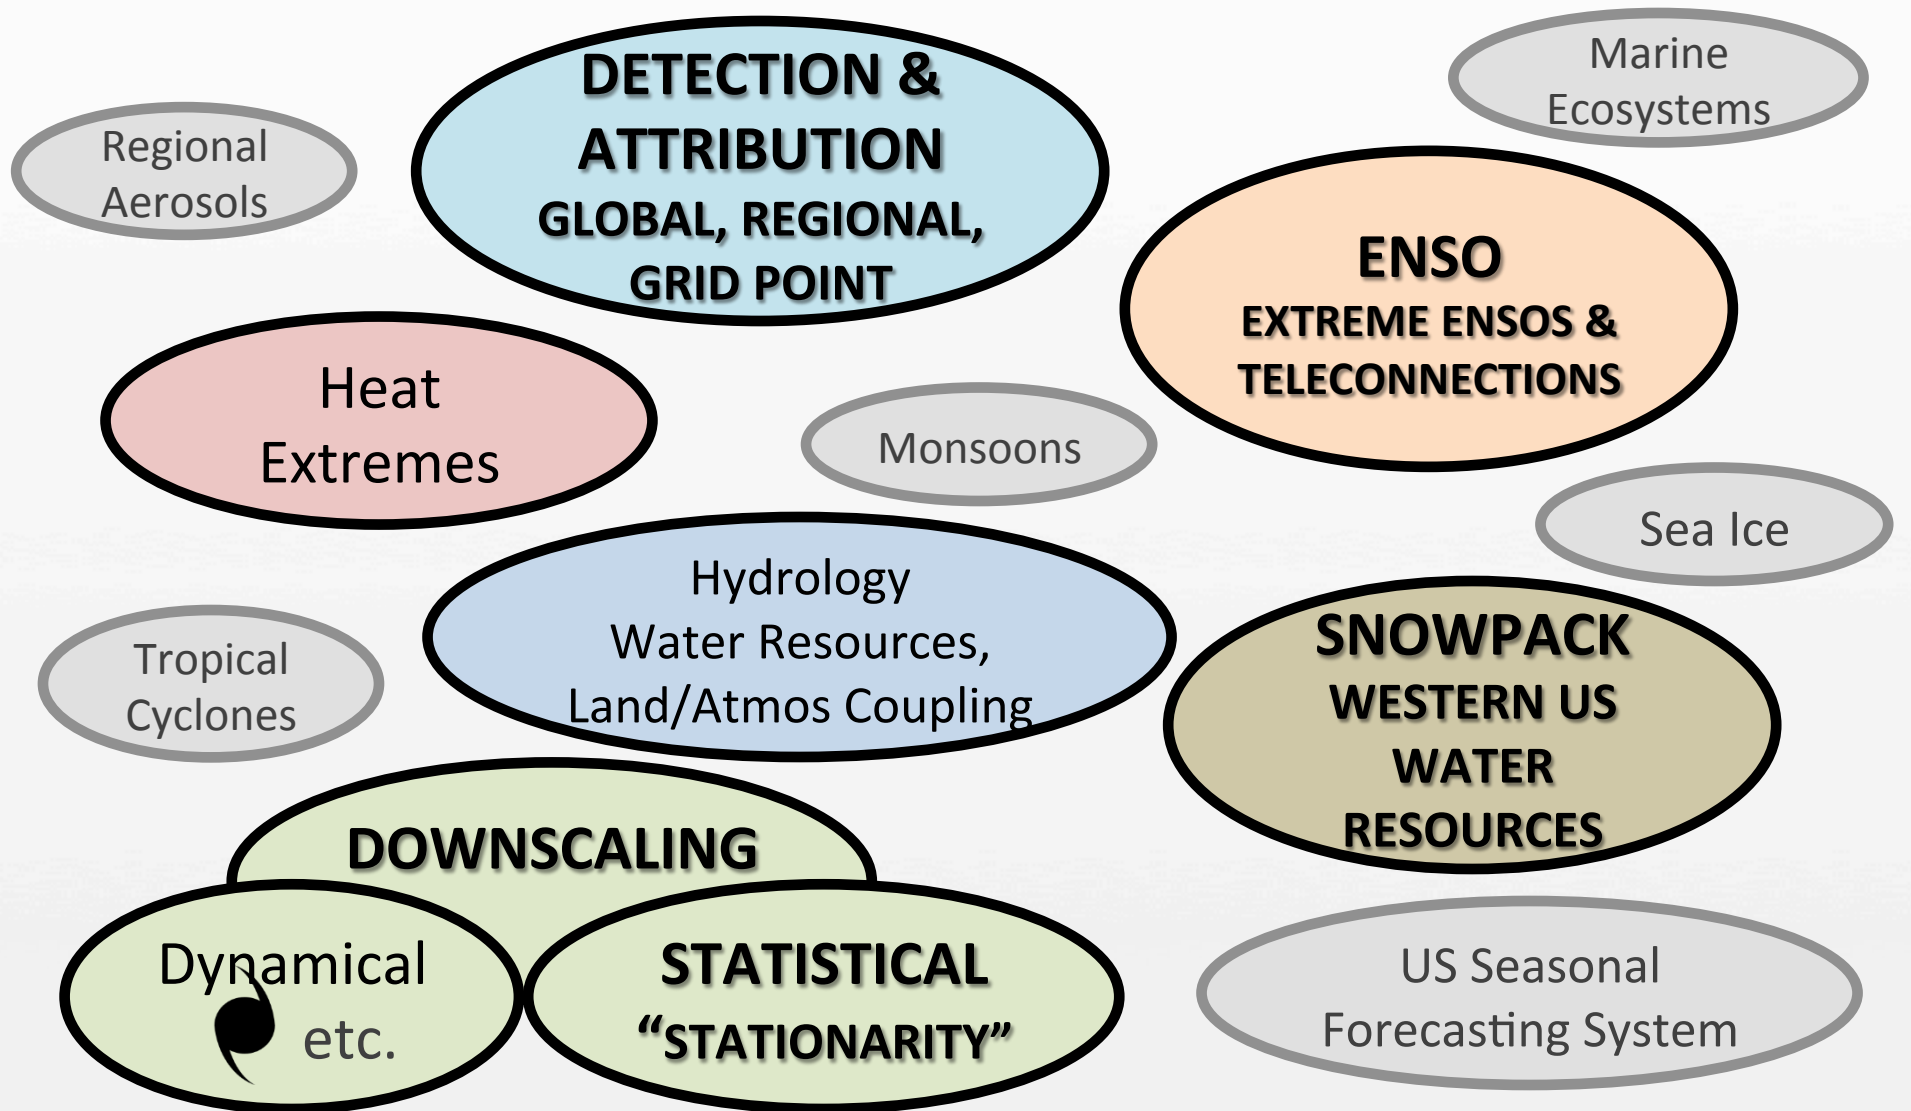 DETECTION &
ATTRIBUTION
GLOBAL, REGIONAL,
GRID POINT
Marine
Ecosystems
Regional
Aerosols
ENSO
EXTREME ENSOS &
TELECONNECTIONS
Heat
Extremes
Monsoons
Sea Ice
Hydrology
Water Resources,
Land/Atmos Coupling
SNOWPACK
WESTERN US
WATER
RESOURCES
Tropical
Cyclones
DOWNSCALING
Dynamical
etc.
STATISTICAL
“STATIONARITY”
US Seasonal
Forecasting System